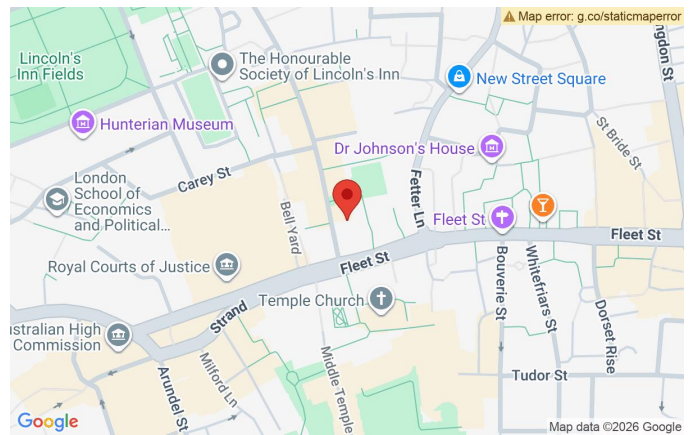 Map error: g.co/staticmaperror
Lincoln's
Inn Fields
The Honourable
Society of Lincoln's Inn
New Street Square
Hunterian Museum
St Bride St
Dr Johnson's House
Carey St
London
School of
Economics
and Political...
Fetter Ln
Bell Yard
Fleet St
Fleet St
Royal Courts of Justice
Fleet St
Temple Church
Bouverie St
Whitefriars St
Dorset Rise
Strand
ustralian High
Commission
Milford Ln
Arundel St
Middle Temple
Tudor St
Google
Map data ©2026 Google